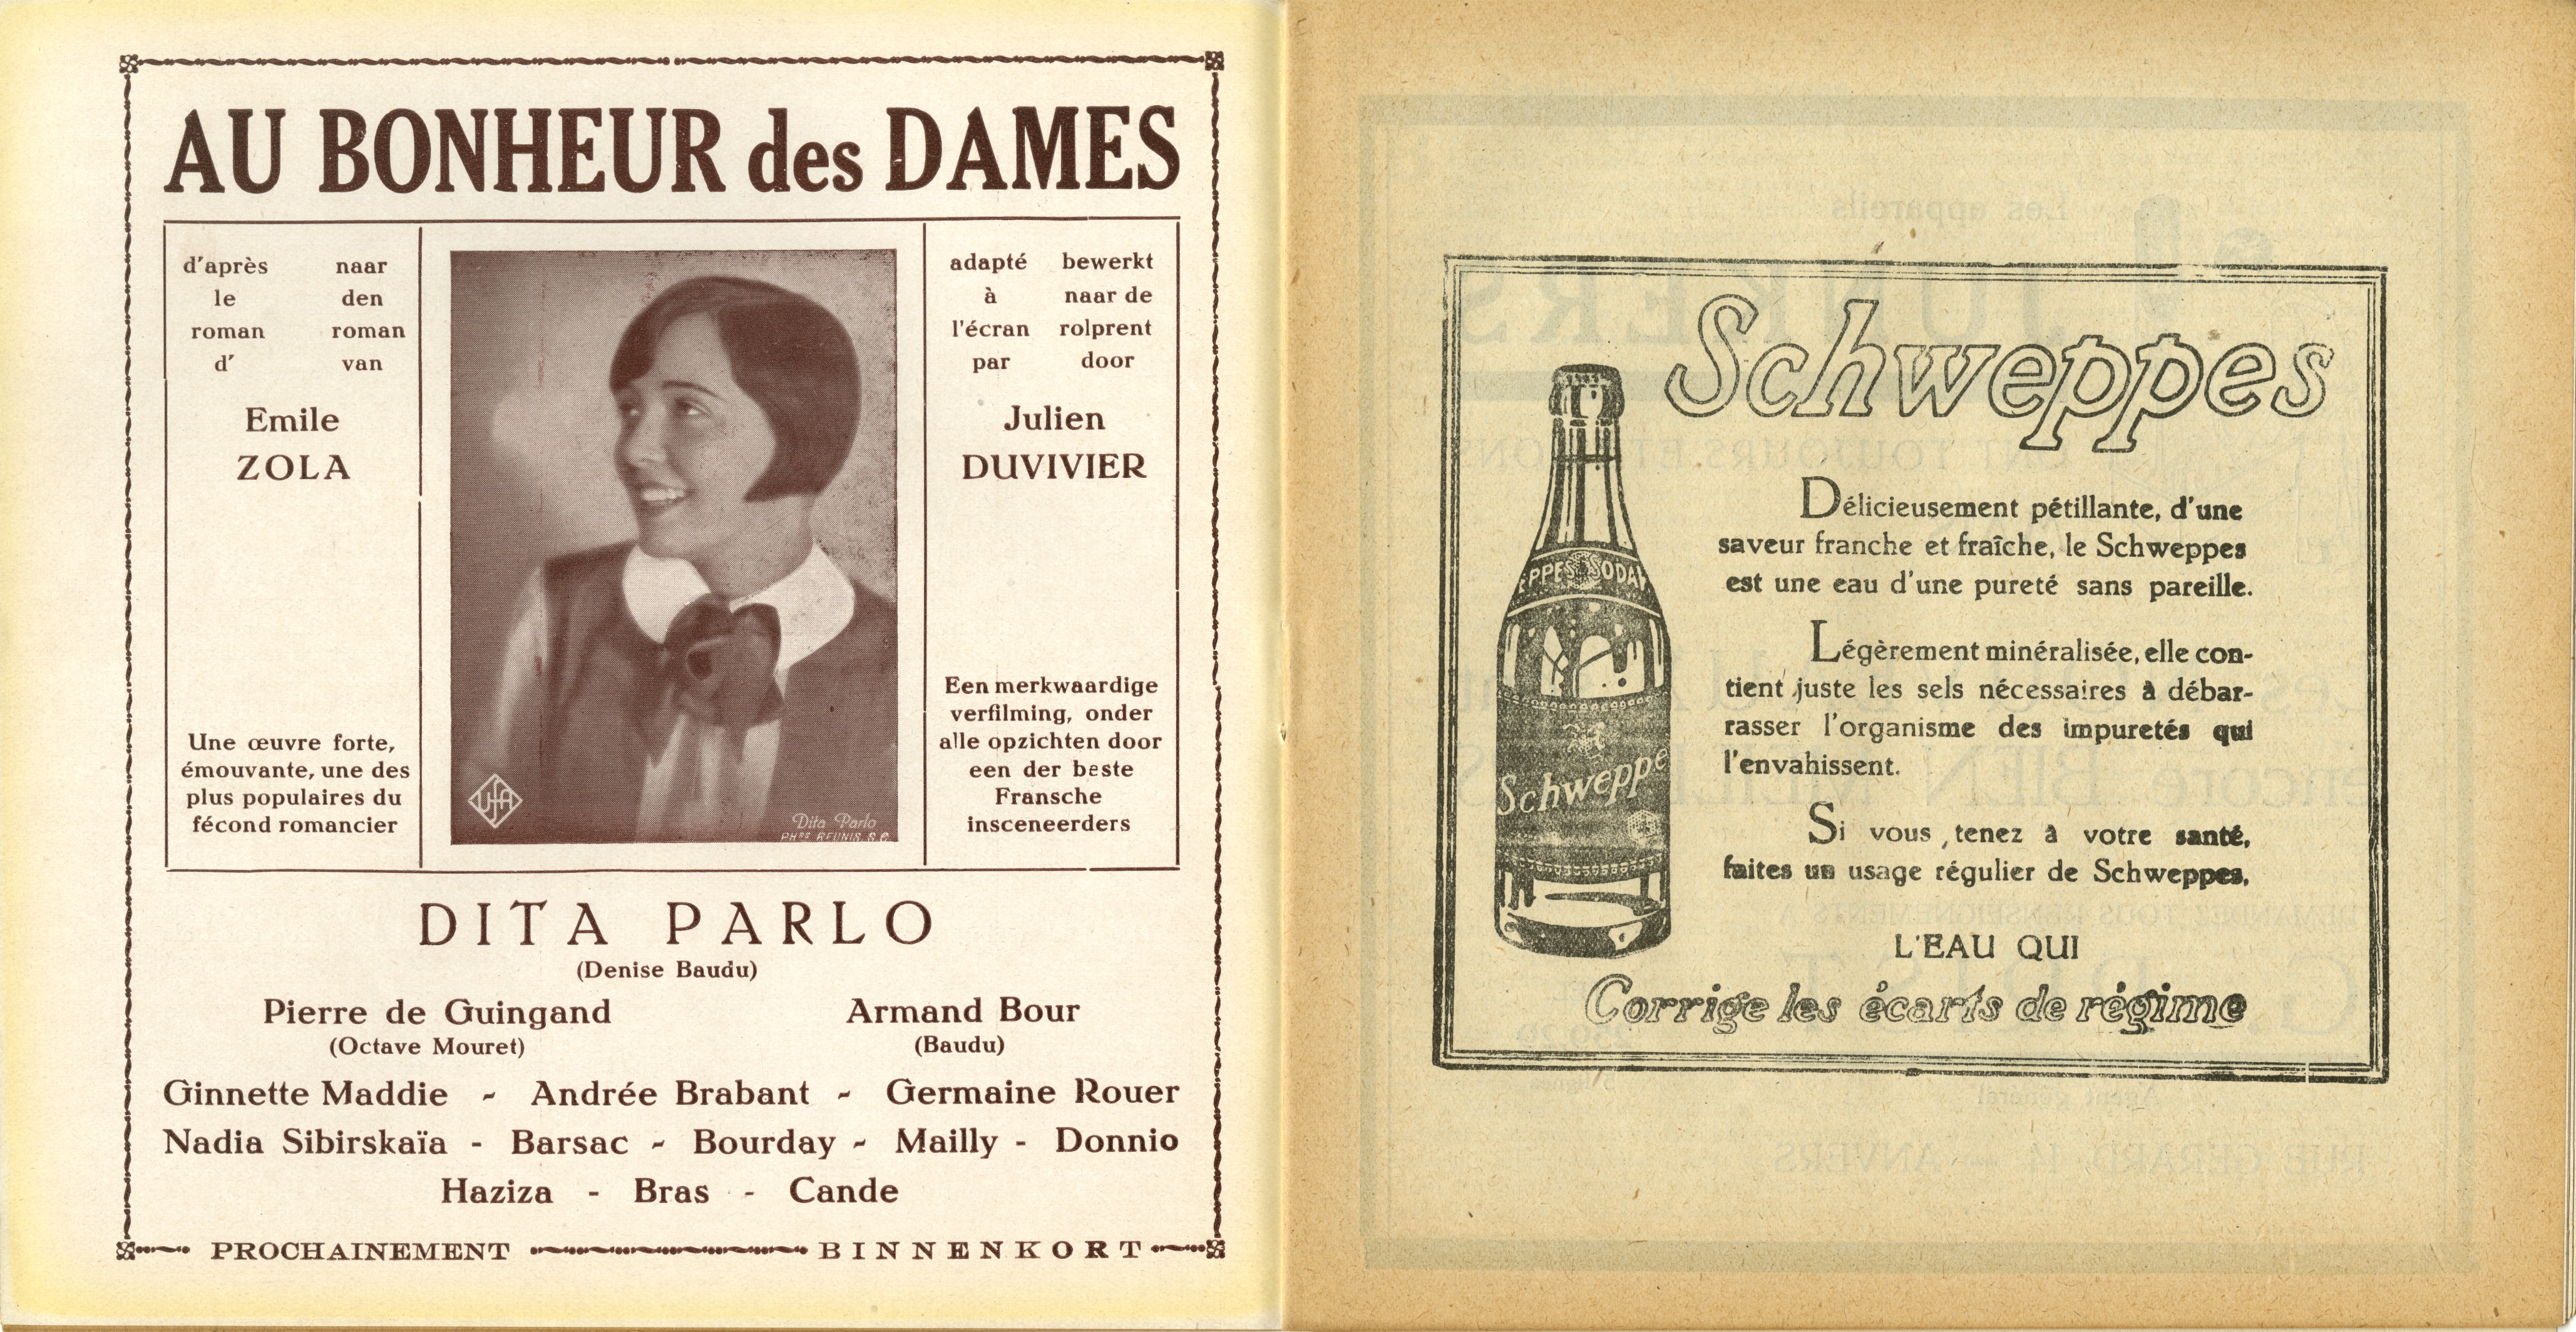 AU BONHEUR des DAMES
d'après
le
roman
d'
naar
den
roman
van
Emile
ZOLA
Une œuvre forte,
émouvante, une des
plus populaires du
fécond romancier
UFA
Dita Parlo
PHOS REUNIS. S.C.
adapté
à
l'écran
par
bewerkt
naar de
rolprent
door
Julien
DUVIVIER
Een merkwaardige
verfilming, onder
alle opzichten door
een der beste
Fransche
insceneerders
DITA PARLO
(Denise Baudu)
Pierre de Guingand
(Octave Mouret)
Armand Bour
(Baudu)
Ginnette Maddie - Andrée Brabant - Germaine Rouer
Nadia Sibirskaïa - Barsac - Bourday - Mailly - Donnio
Haziza - Bras - Cande
PROCHAINEMENT BINNENKORT
Schweppes
EPPES SODA
Schweppe
Délicieusement pétillante, d'une
saveur franche et fraîche, le Schweppes
est une eau d'une pureté sans pareille.
Légèrement minéralisée, elle con-
tient juste les sels nécessaires à débar-
rasser l'organisme des impuretés qui
l'envahissent.
Si vous tenez à votre santé,
faites un usage régulier de Schweppes,
L'EAU QUI
Corrige les écarts de régime